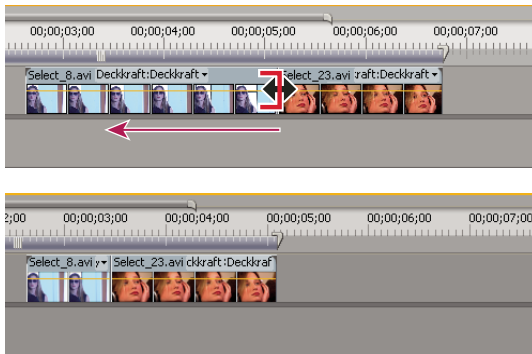 00;00;03;00 00;00;04;00 00;00;05;00 00;00;06;00 00;00;07;00
Select_8.avi Deckkraft:Deckkraft Select_23.avi :raft:Deckkraft
2;00 00;00;03;00 00;00;04;00 00;00;05;00 00;00;06;00 00;00;07;00
Select_8.avi y Select_23.avi ckkraft:Deckkraf